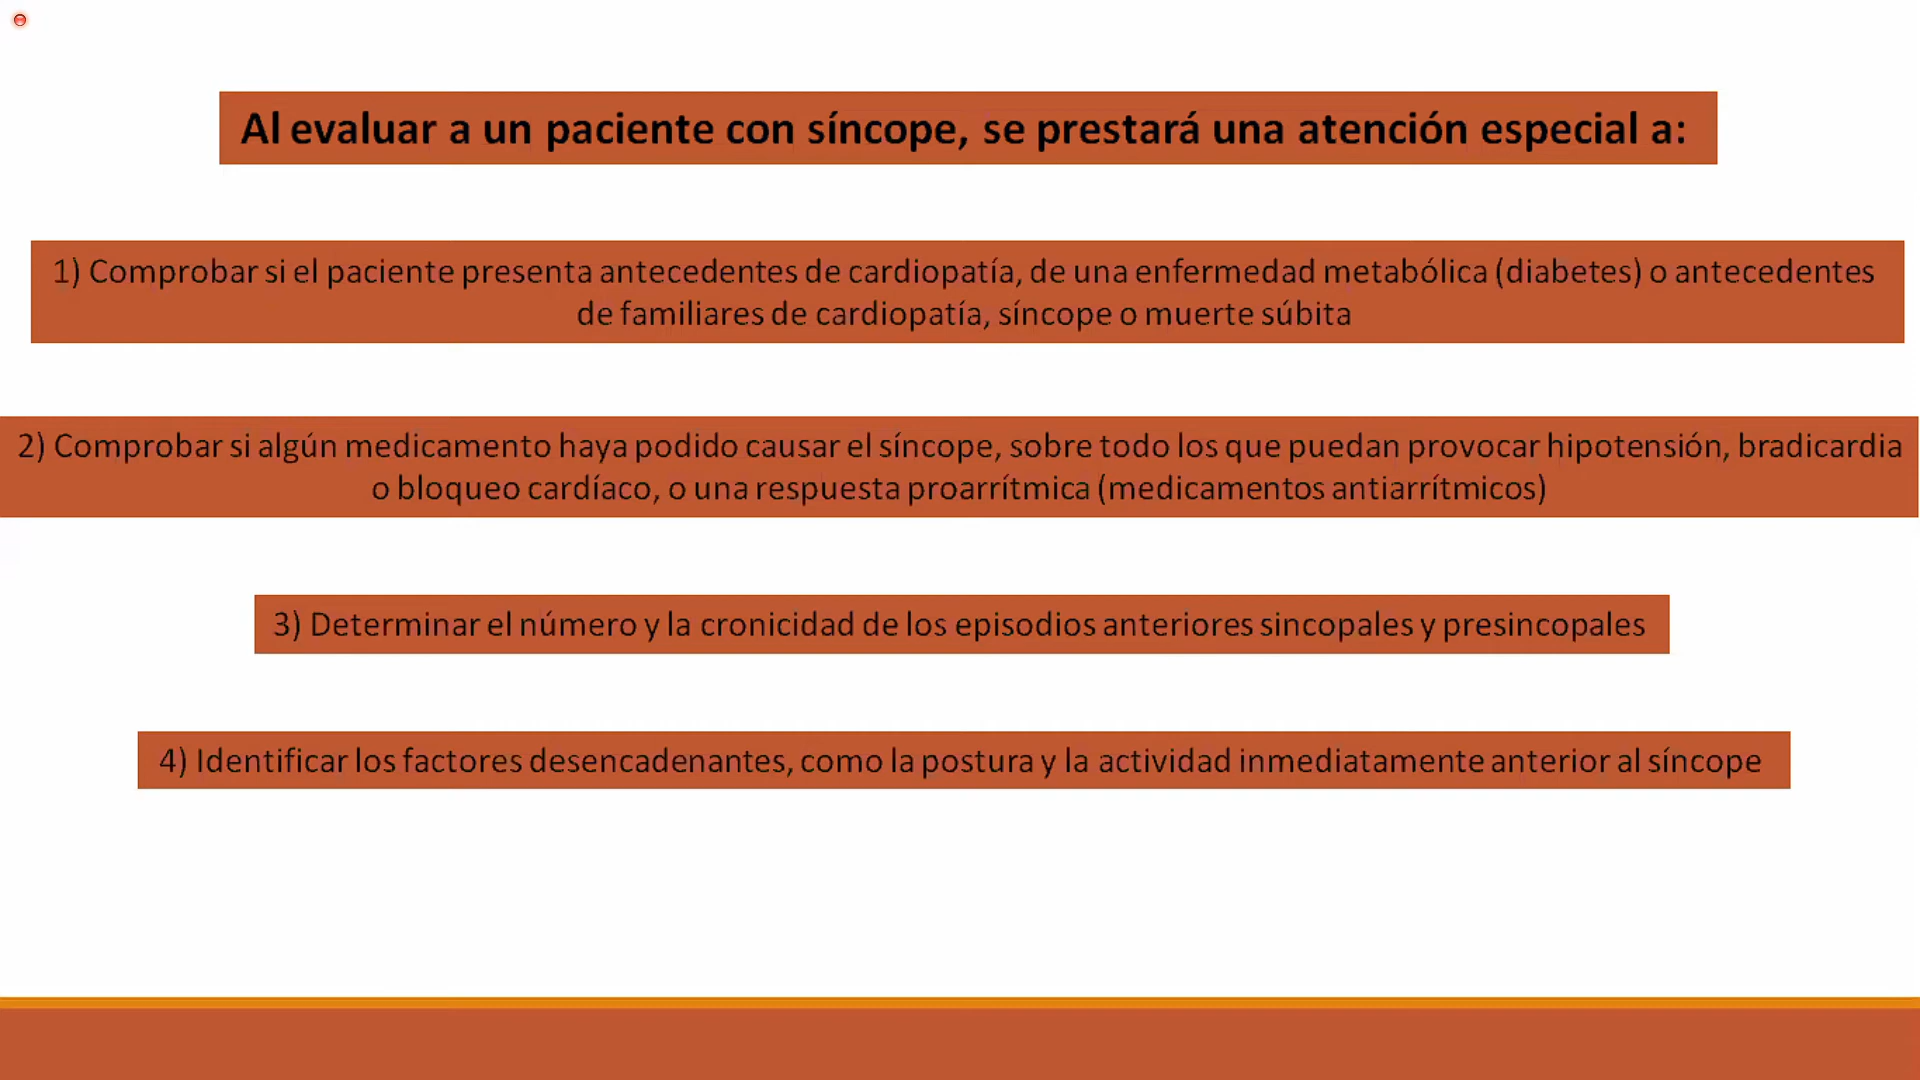 Al evaluar a un paciente con síncope, se prestará una atención especial a:
1) Comprobar si el paciente presenta antecedentes de cardiopatía, de una enfermedad metabólica (diabetes) o antecedentes
de familiares de cardiopatía, síncope o muerte súbita
2) Comprobar si algún medicamento haya podido causar el síncope, sobre todo los que puedan provocar hipotensión, bradicardia
o bloqueo cardíaco, o una respuesta proarrítmica (medicamentos antiarrítmicos)
3) Determinar el número y la cronicidad de los episodios anteriores sincopales y presincopales
4) Identificar los factores desencadenantes, como la postura y la actividad inmediatamente anterior al síncope